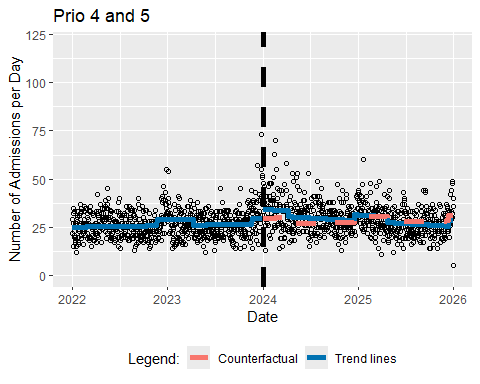 Prio 4 and 5
Number of Admissions per Day
125
100
75
50
25
0
2022 2023 2024 2025 2026
Date
Legend: Counterfactual Trend lines